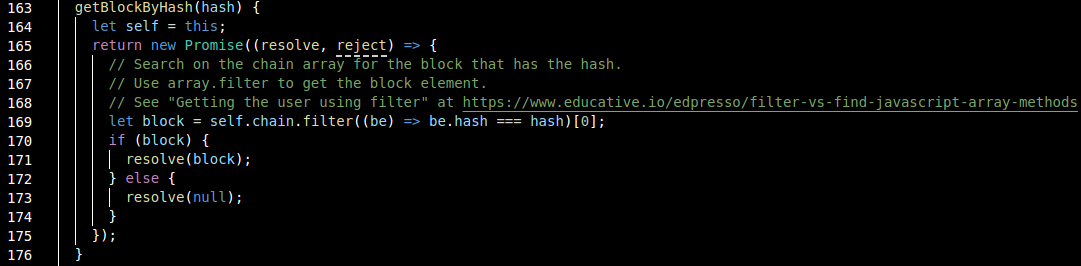 163 getBlockByHash(hash) {
164 let self = this;
165 return new Promise((resolve, reject) => {
166 // Search on the chain array for the block that has the hash.
167 // Use array.filter to get the block element.
168 // See "Getting the user using filter" at https://www.educative.io/edpresso/filter-vs-find-javascript-array-methods
169 let block = self.chain.filter((be) => be.hash === hash)[0];
170 if (block) {
171 resolve(block);
172 } else {
173 resolve(null);
174 }
175 });
176 }